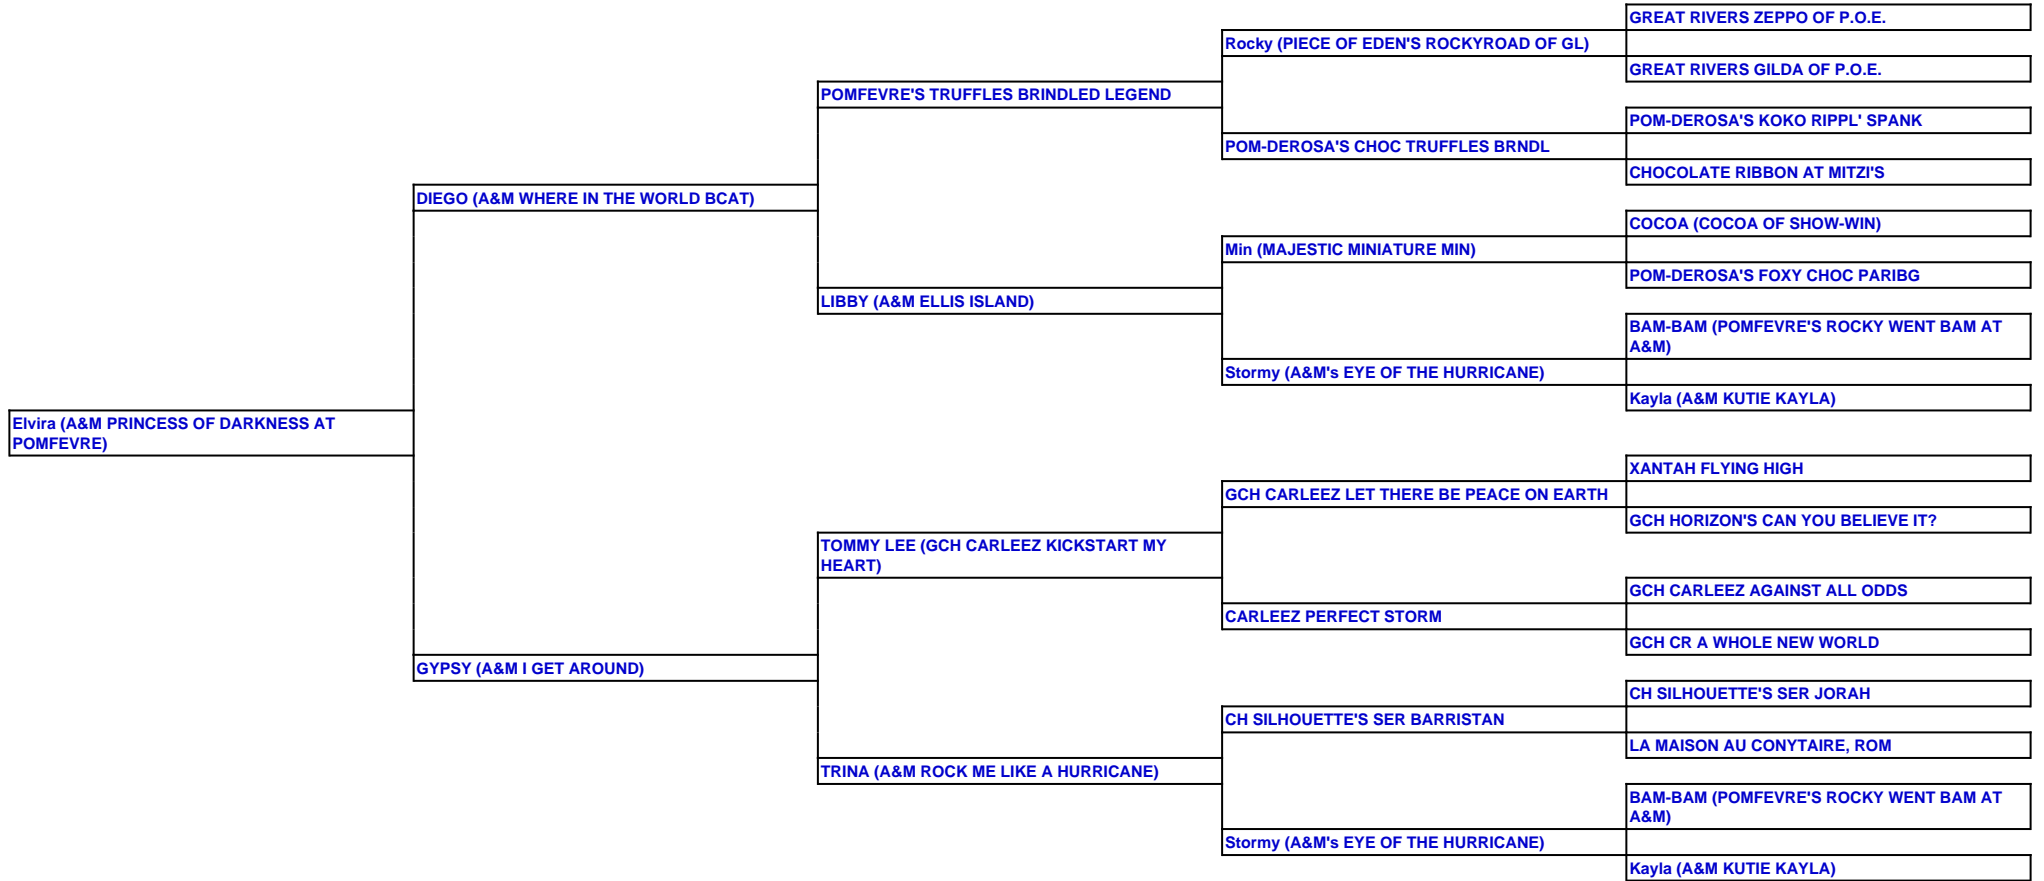 GREAT RIVERS ZEPPO OF P.O.E.
Rocky (PIECE OF EDEN'S ROCKYROAD OF GL)
GREAT RIVERS GILDA OF P.O.E.
POMFEVRE'S TRUFFLES BRINDLED LEGEND
POM-DEROSA'S KOKO RIPPL' SPANK
POM-DEROSA'S CHOC TRUFFLES BRNDL
CHOCOLATE RIBBON AT MITZI'S
DIEGO (A&M WHERE IN THE WORLD BCAT)
COCOA (COCOA OF SHOW-WIN)
Min (MAJESTIC MINIATURE MIN)
POM-DEROSA'S FOXY CHOC PARIBG
LIBBY (A&M ELLIS ISLAND)
BAM-BAM (POMFEVRE'S ROCKY WENT BAM AT
A&M)
Stormy (A&M's EYE OF THE HURRICANE)
Kayla (A&M KUTIE KAYLA)
Elvira (A&M PRINCESS OF DARKNESS AT
POMFEVRE)
XANTAH FLYING HIGH
GCH CARLEEZ LET THERE BE PEACE ON EARTH
GCH HORIZON'S CAN YOU BELIEVE IT?
TOMMY LEE (GCH CARLEEZ KICKSTART MY
HEART)
GCH CARLEEZ AGAINST ALL ODDS
CARLEEZ PERFECT STORM
GCH CR A WHOLE NEW WORLD
GYPSY (A&M I GET AROUND)
CH SILHOUETTE'S SER JORAH
CH SILHOUETTE'S SER BARRISTAN
LA MAISON AU CONYTAIRE, ROM
TRINA (A&M ROCK ME LIKE A HURRICANE)
BAM-BAM (POMFEVRE'S ROCKY WENT BAM AT
A&M)
Stormy (A&M's EYE OF THE HURRICANE)
Kayla (A&M KUTIE KAYLA)